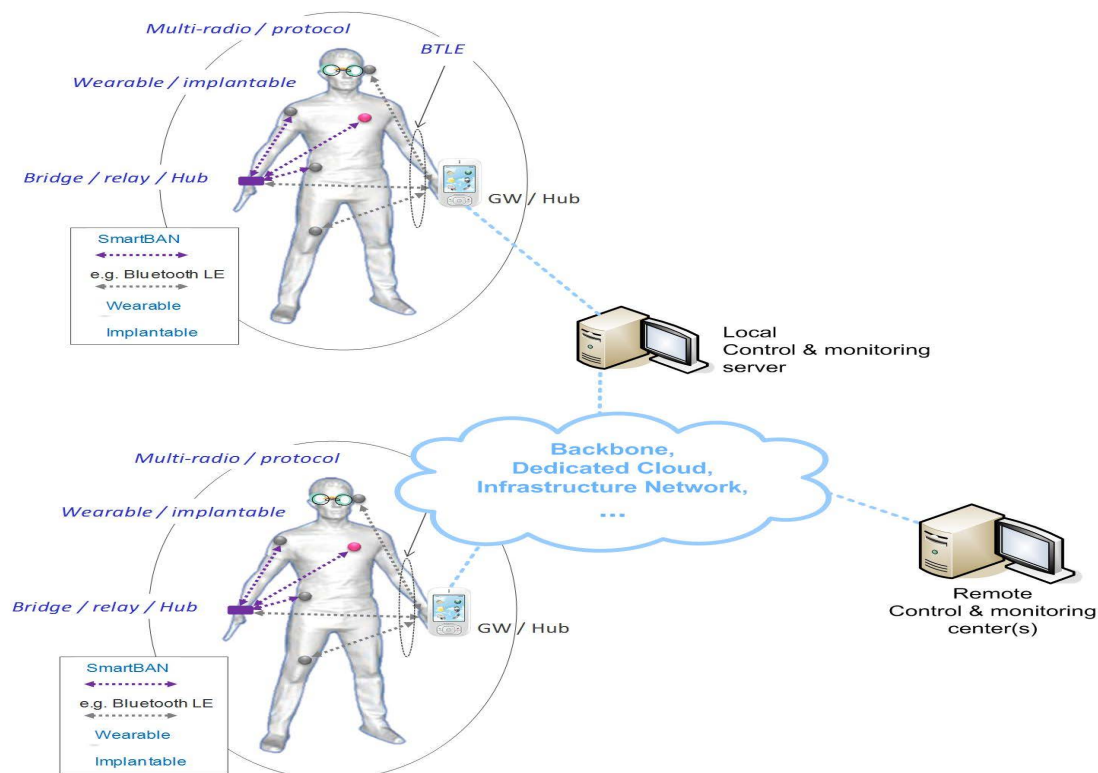 Multi-radio / protocol
BTLE
Wearable / implantable
Bridge / relay / Hub
GW / Hub
SmartBAN
e.g. Bluetooth LE
Wearable
Implantable
Local
Control & monitoring
server
Backbone,
Dedicated Cloud,
Infrastructure Network,
...
Multi-radio / protocol
Wearable / implantable
Bridge / relay / Hub
GW / Hub
SmartBAN
e.g. Bluetooth LE
Wearable
Implantable
Remote
Control & monitoring
center(s)